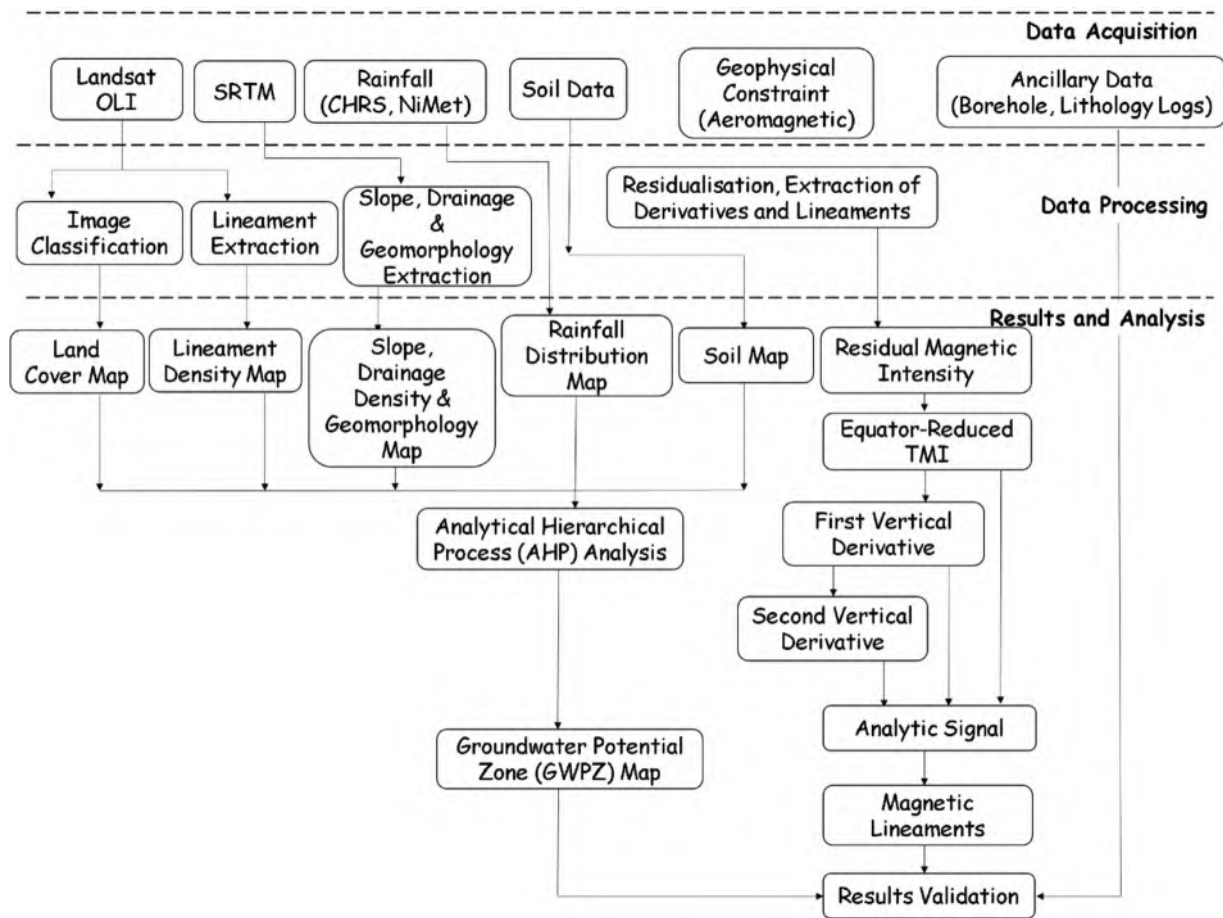 Data Acquisition
Landsat
OLI
SRTM
Rainfall
(CHRS, NiMet)
Soil Data
Geophysical
Constraint
(Aeromagnetic)
Ancillary Data
(Borehole, Lithology Logs)
Data Processing
Image
Classification
Lineament
Extraction
Slope, Drainage
&
Geomorphology
Extraction
Residualisation, Extraction of
Derivatives and Lineaments
Results and Analysis
Land
Cover Map
Lineament
Density Map
Slope,
Drainage
Density &
Geomorphology
Map
Rainfall
Distribution
Map
Soil Map
Residual Magnetic
Intensity
Equator-Reduced
TMI
Analytical Hierarchical
Process (AHP) Analysis
First Vertical
Derivative
Second Vertical
Derivative
Analytic Signal
Groundwater Potential
Zone (GWPZ) Map
Magnetic
Lineaments
Results Validation